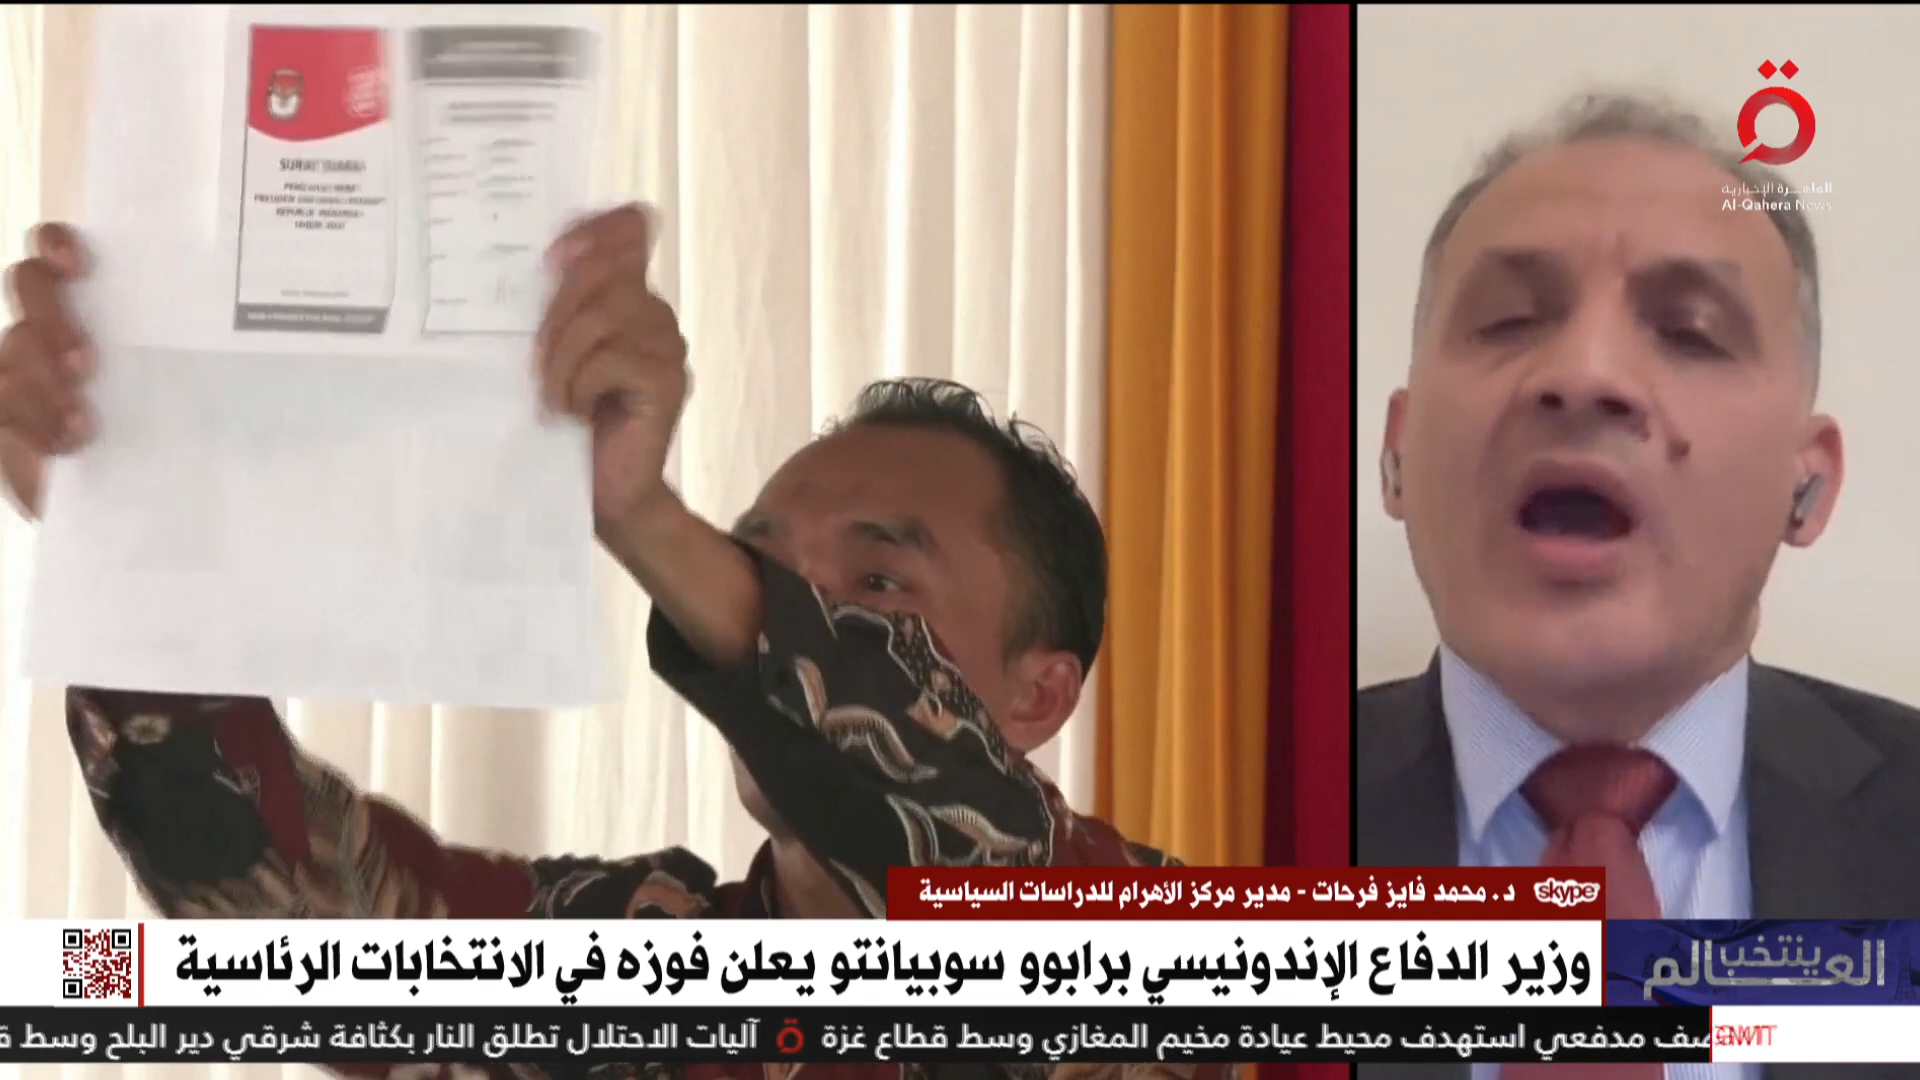 القاهرة الإخبارية
Al-Qahera News
SURAT SUARA
د. محمد فايز فرحات - مدير مركز الأهرام للدراسات السياسية
skype
وزير الدفاع الإندونيسي برابوو سوبيانتو يعلن فوزه في الانتخابات الرئاسية
العالم ينتخب
صف مدفعي استهدف محيط عيادة مخيم المغازي وسط قطاع غزة
آليات الاحتلال تطلق النار بكثافة شرقي دير البلح وسط ق